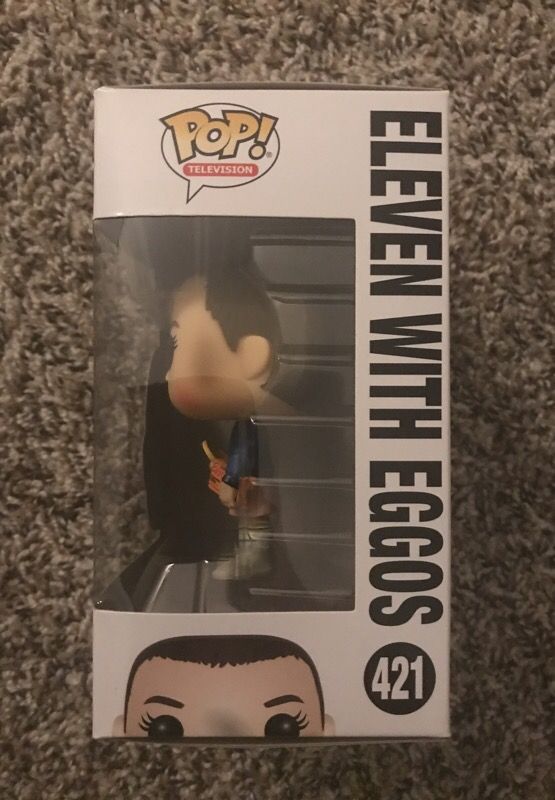 POP!
TELEVISION
ELEVEN WITH EGGOS
421